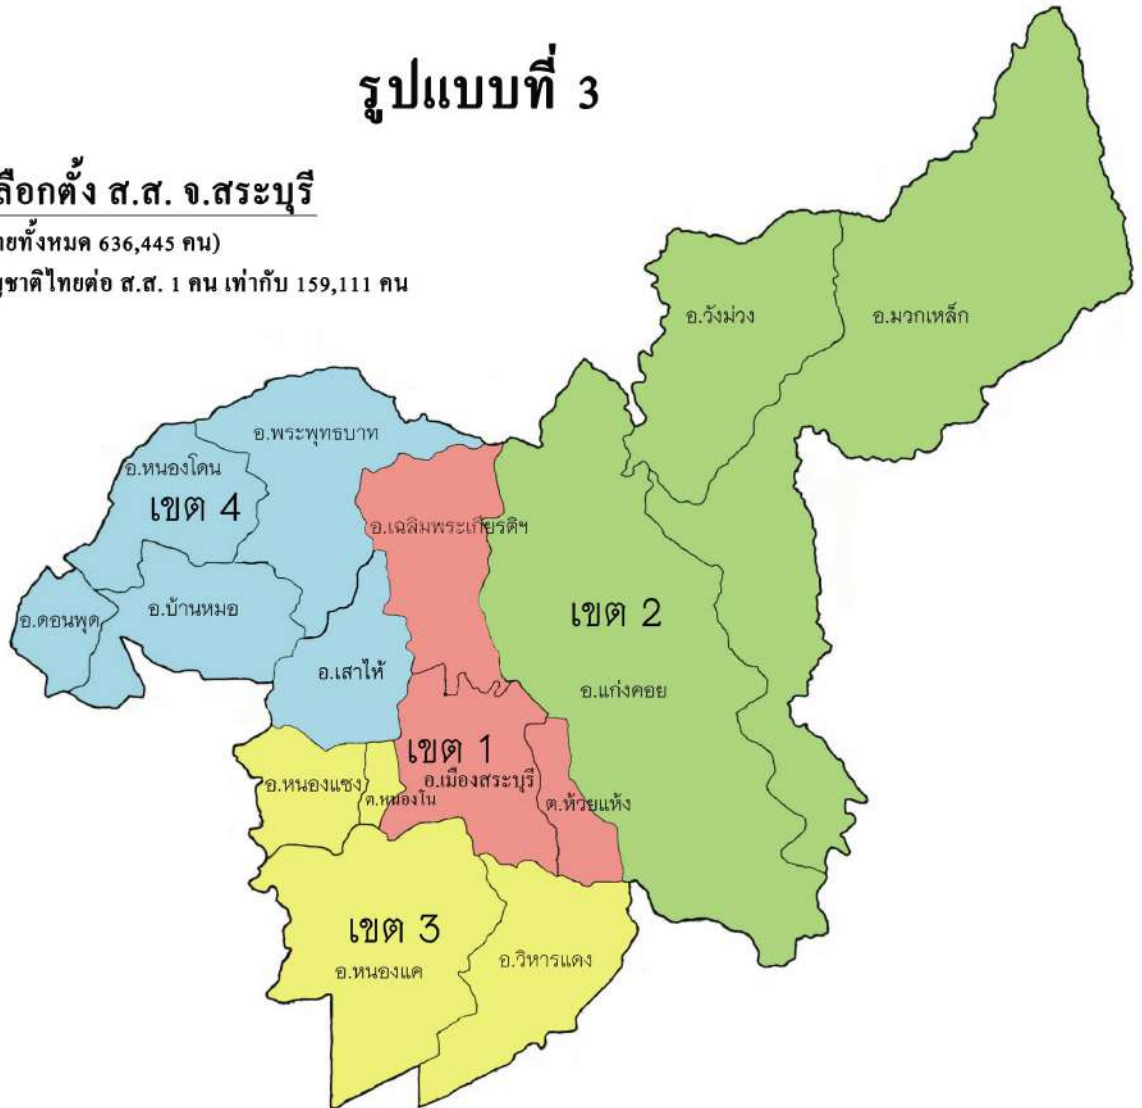 รูปแบบที่ 3
ลือกตั้ง ส.ส. จ.สระบุรี
ายทั้งหมด 636,445 คน)
ญชาติไทยต่อ ส.ส. 1 คน เท่ากับ 159,111 คน
อ.วังม่วง
อ.มวกเหล็ก
อ.พระพุทธบาท
อ.หนองโดน
เขต 4
อ.เฉลิมพระเกียรติฯ
อ.ดอนพุด
อ.บ้านหมอ
เขต 2
อ.เสาไห้
อ.แก่งคอย
เขต 1
อ.เมืองสระบุรี
อ.หนองแซง
ต.หนองโน
ต.ห้วยแห้ง
เขต 3
อ.หนองแค
อ.วิหารแดง